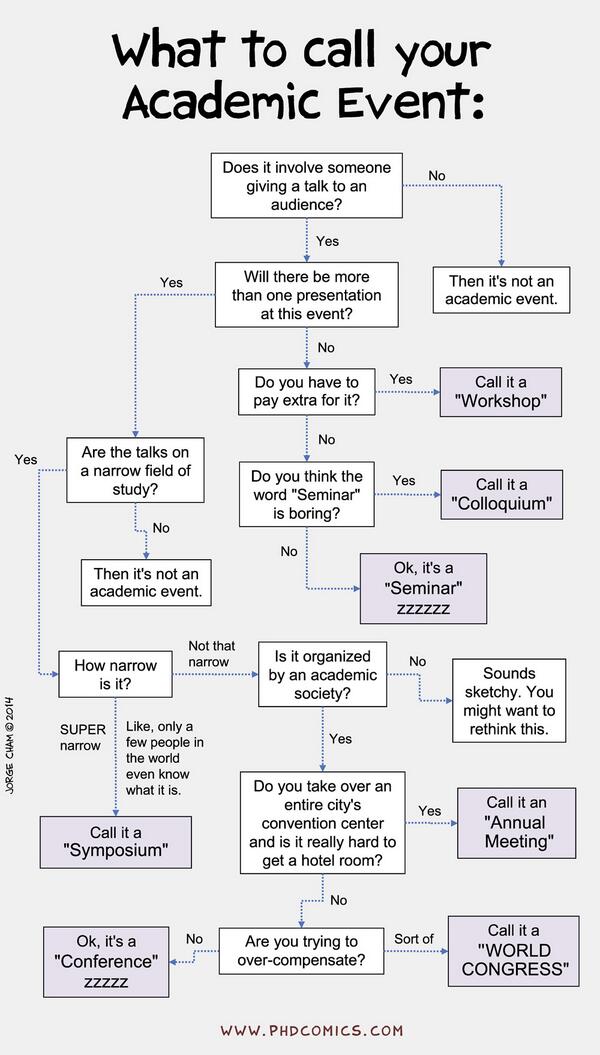 What to call your
Academic Event:
Does it involve someone
giving a talk to an
audience?
No
Yes
Then it's not an
academic event.
Will there be more
than one presentation
at this event?
Yes
No
Do you have to
pay extra for it?
Yes
Call it a
"Workshop"
No
Are the talks on
a narrow field of
study?
Yes
No
Then it's not an
academic event.
Do you think the
word "Seminar"
is boring?
Yes
Call it a
"Colloquium"
No
Ok, it's a
"Seminar"
zzzzzz
How narrow
is it?
Not that
narrow
SUPER
narrow
Like, only a
few people in
the world
even know
what it is.
Call it a
"Symposium"
Is it organized
by an academic
society?
No
Sounds
sketchy. You
might want to
rethink this.
Yes
Do you take over an
entire city's
convention center
and is it really hard to
get a hotel room?
Yes
Call it an
"Annual
Meeting"
No
Are you trying to
over-compensate?
No
Ok, it's a
"Conference"
zzzzz
Sort of
Call it a
"WORLD
CONGRESS"
JORGE CHAM © 2014
WWW.PHDCOMICS.COM